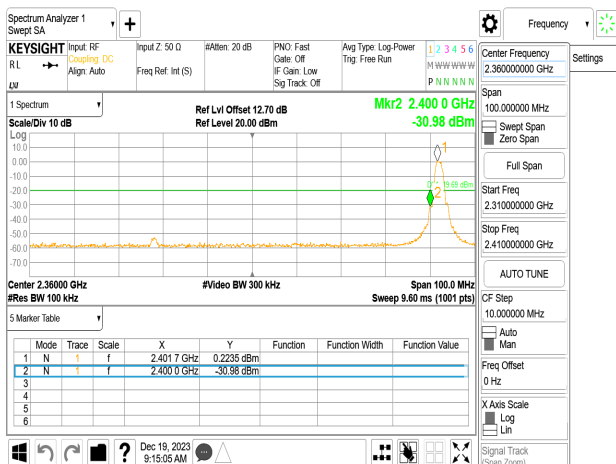 Spectrum Analyzer 1
Swept SA
+
Frequency
KEYSIGHT
Input: RF
Coupling: DC
Align: Auto
Input Z: 50 Ω
Freq Ref: Int (S)
#Atten: 20 dB
PNO: Fast
Gate: Off
IF Gain: Low
Sig Track: Off
Avg Type: Log-Power
Trig: Free Run
1 2 3 4 5 6
M W W W W W
P N N N N N
RL
LXI
Center Frequency
2.360000000 GHz
Settings
Span
100.000000 MHz
Swept Span
Zero Span
Full Span
Start Freq
2.310000000 GHz
Stop Freq
2.410000000 GHz
AUTO TUNE
CF Step
10.000000 MHz
Auto
Man
Freq Offset
0 Hz
X Axis Scale
Log
Lin
Signal Track
(Span Zoom)
1 Spectrum
Scale/Div 10 dB
Ref Lvl Offset 12.70 dB
Ref Level 20.00 dBm
Mkr2 2.400 0 GHz
-30.98 dBm
Log
10.0
0.00
-10.0
-20.0
-30.0
-40.0
-50.0
-60.0
-70.0
1
2
Center 2.36000 GHz
#Res BW 100 kHz
#Video BW 300 kHz
Span 100.0 MHz
Sweep 9.60 ms (1001 pts)
5 Marker Table
Mode Trace Scale X Y Function Function Width Function Value
1 N 1 f 2.401 7 GHz 0.2235 dBm
2 N 1 f 2.400 0 GHz -30.98 dBm
3
4
5
6
?
Dec 19, 2023
9:15:05 AM